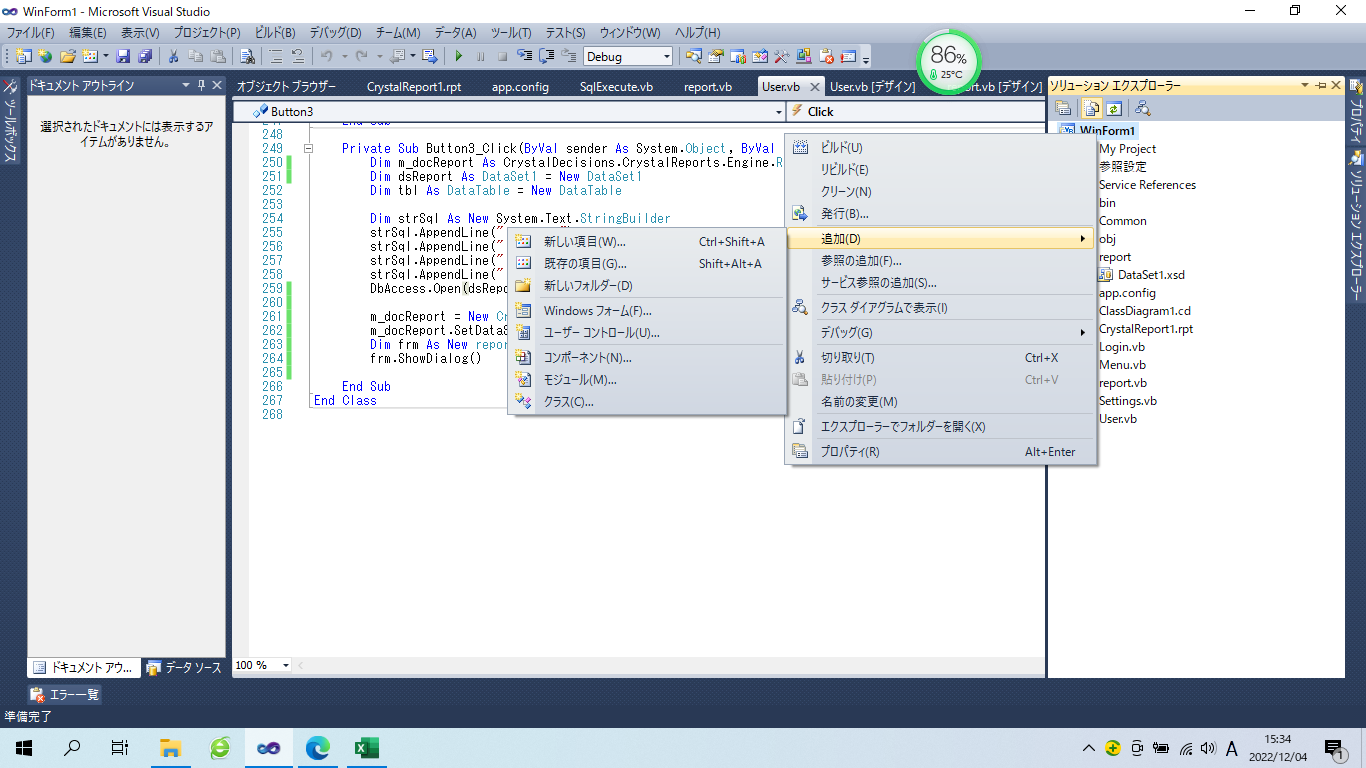 WinForm1 - Microsoft Visual Studio
ファイル(F) 編集(E) 表示(V) プロジェクト(P) ビルド(B) デバッグ(D) チーム(M) データ(A) ツール(T) テスト(S) ウィンドウ(W) ヘルプ(H)
Debug
86%
25°C
ドキュメント アウトライン
オブジェクト ブラウザー CrystalReport1.rpt app.config SqlExecute.vb report.vb User.vb User.vb [デザイン] ort.vb [デザイン]
ソリューション エクスプローラー
ツールボックス
選択されたドキュメントには表示するア
イテムがありません。
Button3 Click
248
249 Private Sub Button3_Click(ByVal sender As System.Object, ByVal
250 Dim m_docReport As CrystalDecisions.CrystalReports.Engine.R
251 Dim dsReport As DataSet1 = New DataSet1
252 Dim tbl As DataTable = New DataTable
253
254 Dim strSql As New System.Text.StringBuilder
255 strSql.AppendLine("
256 strSql.AppendLine("
257 strSql.AppendLine("
258 strSql.AppendLine("
259 DbAccess.Open(dsRepo
260
261 m_docReport = New Cr
262 m_docReport.SetDataS
263 Dim frm As New repor
264 frm.ShowDialog()
265
266 End Sub
267 End Class
268
新しい項目(W)... Ctrl+Shift+A
既存の項目(G)... Shift+Alt+A
新しいフォルダー(D)
Windows フォーム(F)...
ユーザー コントロール(U)...
コンポーネント(N)...
モジュール(M)...
クラス(C)...
ビルド(U)
リビルド(E)
クリーン(N)
発行(B)...
追加(D)
参照の追加(F)...
サービス参照の追加(S)...
クラス ダイアグラムで表示(I)
デバッグ(G)
切り取り(T) Ctrl+X
貼り付け(P) Ctrl+V
名前の変更(M)
エクスプローラーでフォルダーを開く(X)
プロパティ(R) Alt+Enter
WinForm1
My Project
参照設定
Service References
bin
Common
obj
report
DataSet1.xsd
app.config
ClassDiagram1.cd
CrystalReport1.rpt
Login.vb
Menu.vb
report.vb
Settings.vb
User.vb
プロパティ
ソリューション エクスプローラー
100 %
ドキュメント アウ... データ ソース
エラー一覧
準備完了
A
15:34
2022/12/04
1